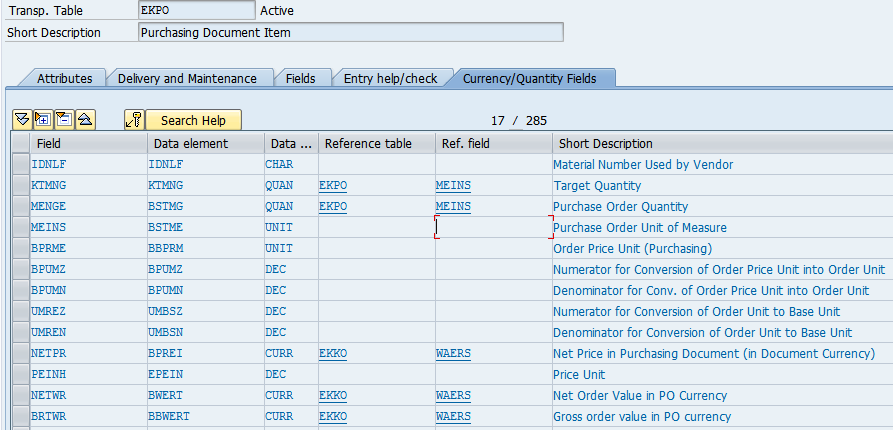 Transp. Table EKPO Active
Short Description Purchasing Document Item
Attributes Delivery and Maintenance Fields Entry help/check Currency/Quantity Fields
Search Help 17 / 285
Field Data element Data ... Reference table Ref. field Short Description
IDNLF IDNLF CHAR Material Number Used by Vendor
KTMNG KTMNG QUAN EKPO MEINS Target Quantity
MENGE BSTMG QUAN EKPO MEINS Purchase Order Quantity
MEINS BSTME UNIT Purchase Order Unit of Measure
BPRME BBPRM UNIT Order Price Unit (Purchasing)
BPUMZ BPUMZ DEC Numerator for Conversion of Order Price Unit into Order Unit
BPUMN BPUMN DEC Denominator for Conv. of Order Price Unit into Order Unit
UMREZ UMBSZ DEC Numerator for Conversion of Order Unit to Base Unit
UMREN UMBSN DEC Denominator for Conversion of Order Unit to Base Unit
NETPR BPREI CURR EKKO WAERS Net Price in Purchasing Document (in Document Currency)
PEINH EPEIN DEC Price Unit
NETWR BWERT CURR EKKO WAERS Net Order Value in PO Currency
BRTWR BBWERT CURR EKKO WAERS Gross order value in PO currency